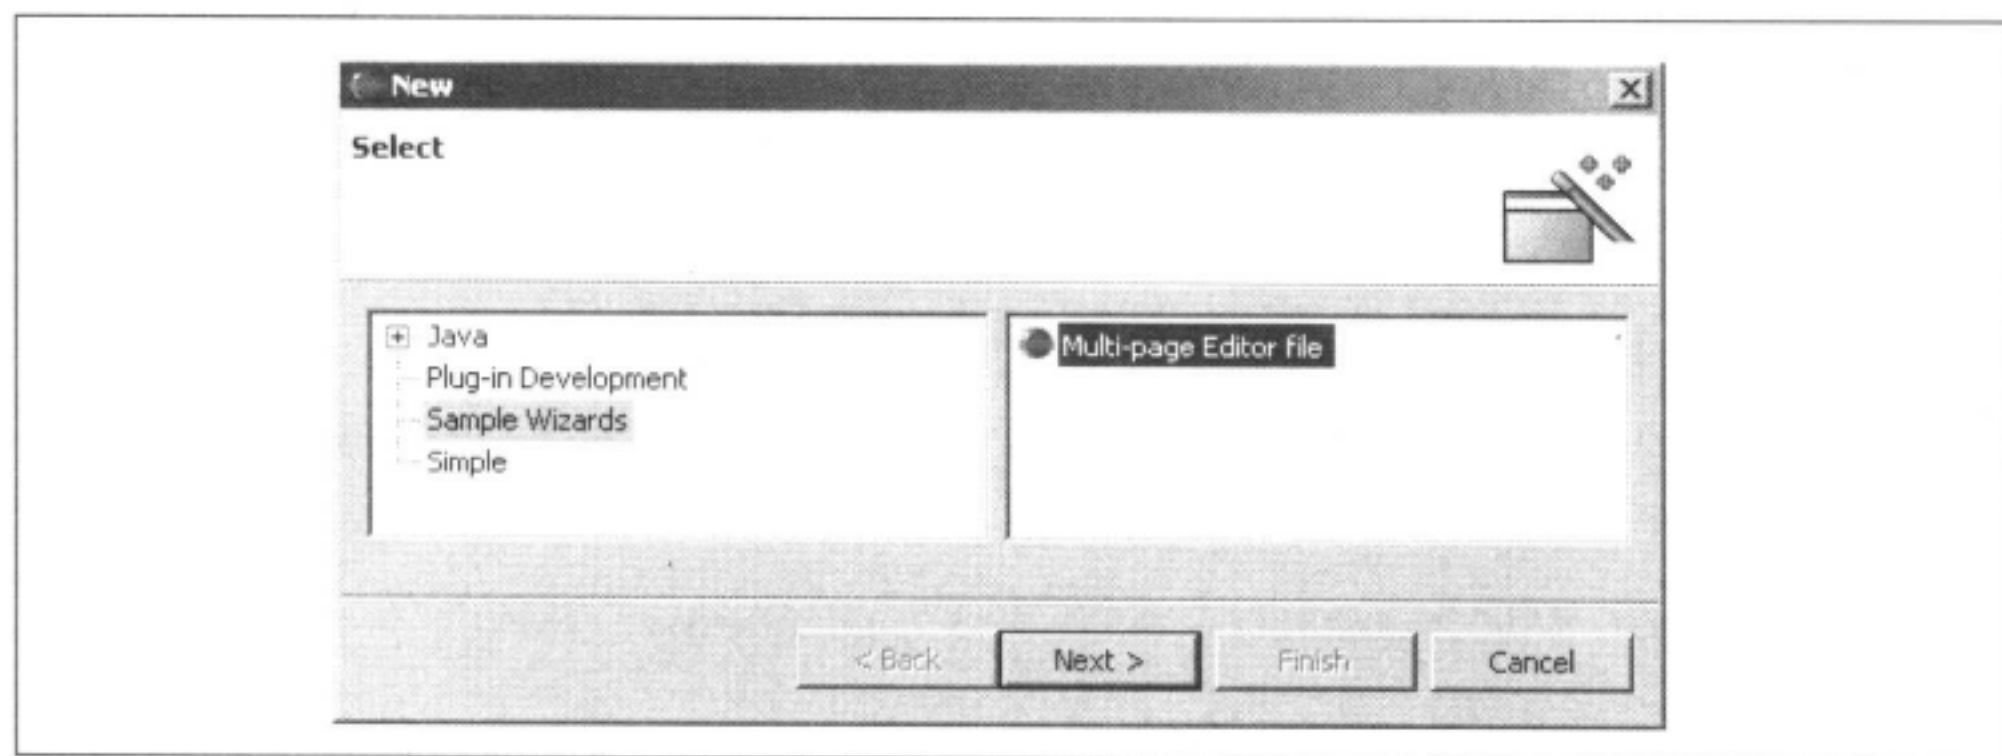 New
Select
Java
Plug-in Development
Sample Wizards
Simple
Multi-page Editor file
< Back
Next >
Finish
Cancel